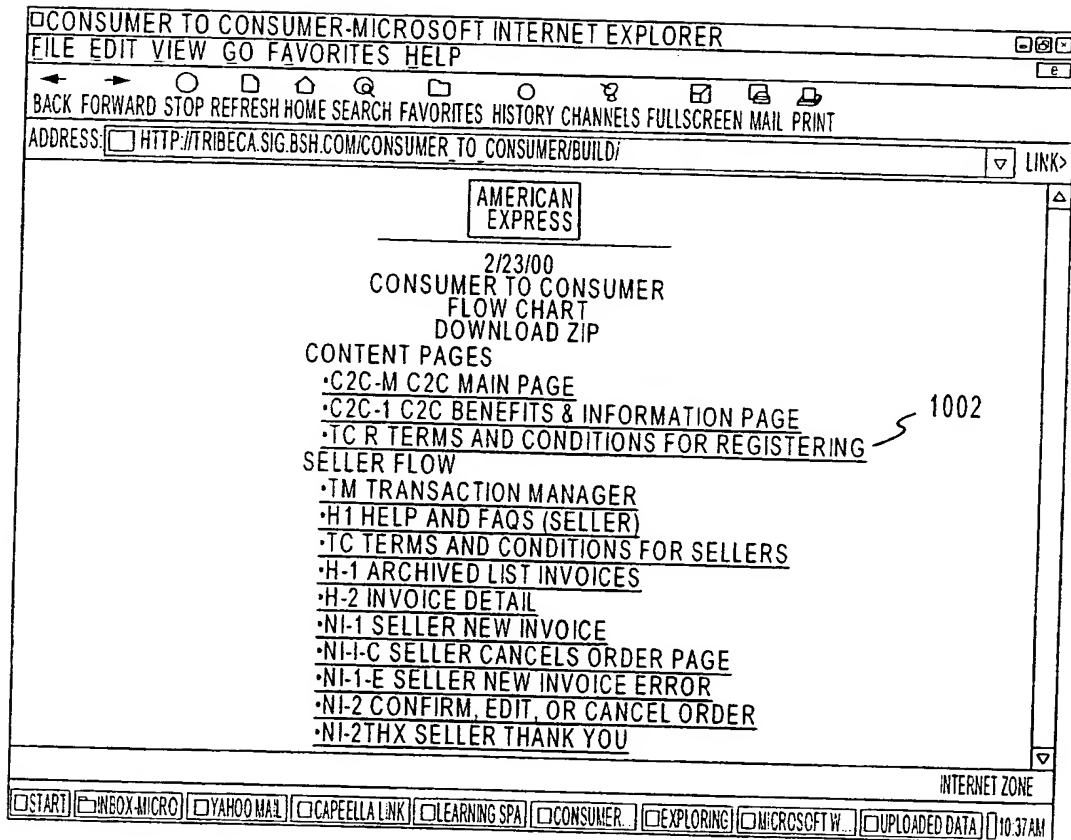 CONSUMER TO CONSUMER-MICROSOFT INTERNET EXPLORER
FILE EDIT VIEW GO FAVORITES HELP
e
BACK FORWARD STOP REFRESH HOME SEARCH FAVORITES HISTORY CHANNELS FULLSCREEN MAIL PRINT
ADDRESS: HTTP://TRIBECA.SIG.BSH.COM/CONSUMER_TO_CONSUMER/BUILD/ LINK>
AMERICAN
EXPRESS
2/23/00
CONSUMER TO CONSUMER
FLOW CHART
DOWNLOAD ZIP
CONTENT PAGES
•C2C-M C2C MAIN PAGE
•C2C-1 C2C BENEFITS & INFORMATION PAGE
•TC R TERMS AND CONDITIONS FOR REGISTERING 1002
SELLER FLOW
•TM TRANSACTION MANAGER
•H1 HELP AND FAQS (SELLER)
•TC TERMS AND CONDITIONS FOR SELLERS
•H-1 ARCHIVED LIST INVOICES
•H-2 INVOICE DETAIL
•NI-1 SELLER NEW INVOICE
•NI-I-C SELLER CANCELS ORDER PAGE
•NI-1-E SELLER NEW INVOICE ERROR
•NI-2 CONFIRM, EDIT, OR CANCEL ORDER
•NI-2THX SELLER THANK YOU
INTERNET ZONE
START INBOX-MICRO YAHOO MAIL CAPEELLA LINK LEARNING SPA CONSUMER... EXPLORING MICROSOFT W... UPLOADED DATA 10:37 AM